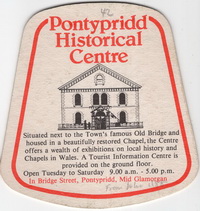 42
Pontypridd
Historical
Centre
Situated next to the Town's famous Old Bridge and
housed in a beautifully restored Chapel, the Centre
offers a wealth of exhibitions on local history and
Chapels in Wales. A Tourist Information Centre is
provided on the ground floor.
Open Tuesday to Saturday 9.00 a.m. - 5.00 p.m.
In Bridge Street, Pontypridd, Mid Glamorgan